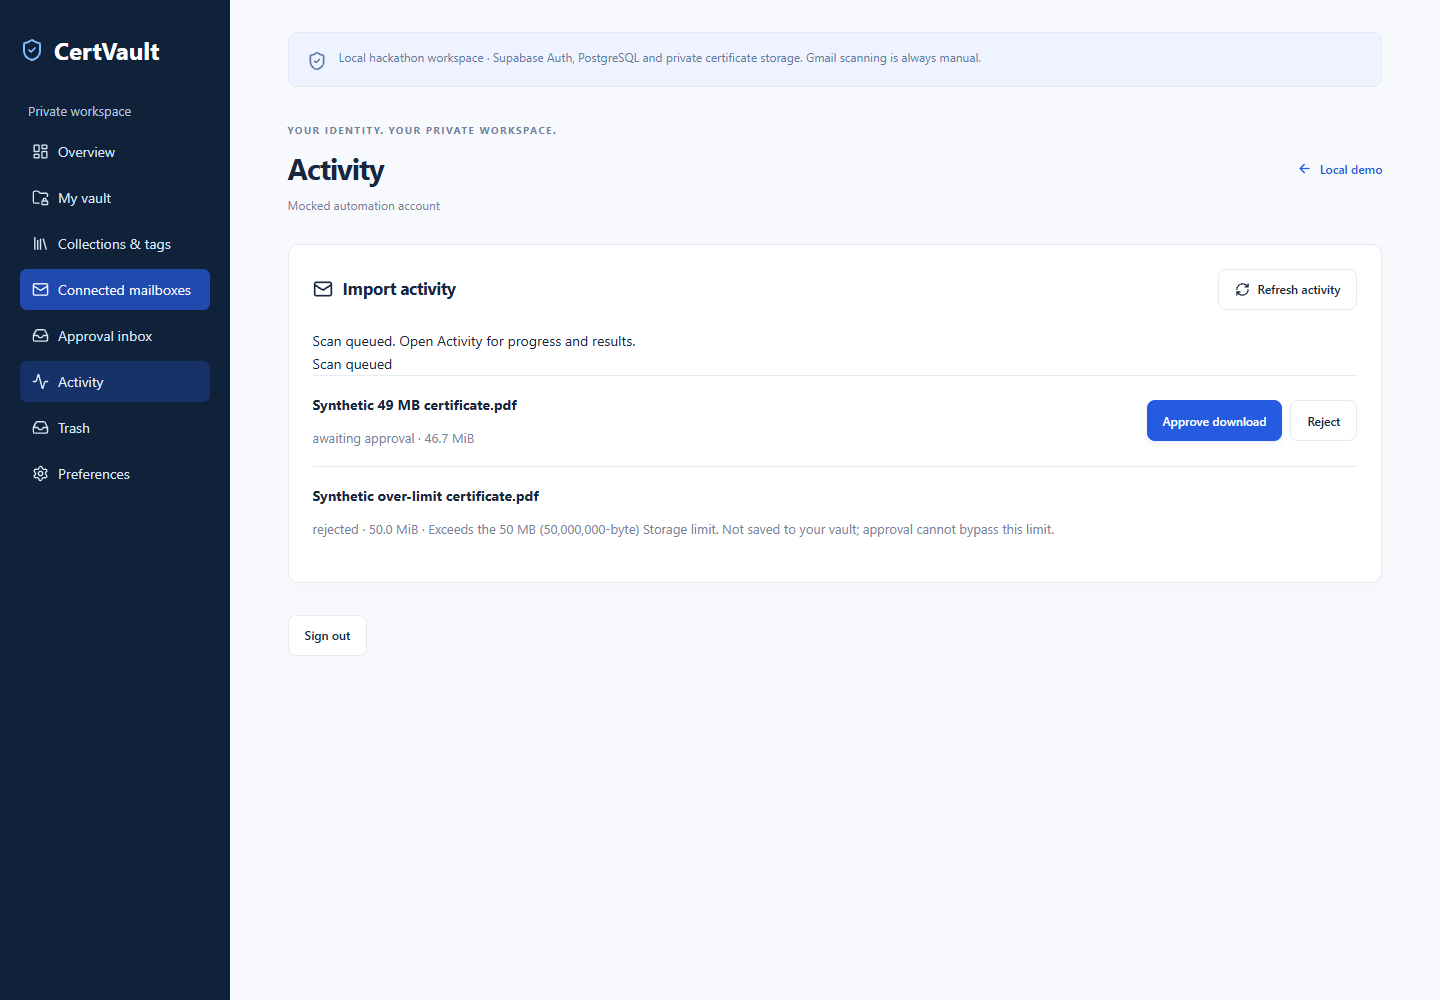 CertVault
Private workspace
Overview
My vault
Collections & tags
Connected mailboxes
Approval inbox
Activity
Trash
Preferences
Local hackathon workspace · Supabase Auth, PostgreSQL and private certificate storage. Gmail scanning is always manual.
YOUR IDENTITY. YOUR PRIVATE WORKSPACE.
Activity
Local demo
Mocked automation account
Import activity
Refresh activity
Scan queued. Open Activity for progress and results.
Scan queued
Synthetic 49 MB certificate.pdf
awaiting approval · 46.7 MiB
Approve download
Reject
Synthetic over-limit certificate.pdf
rejected · 50.0 MiB · Exceeds the 50 MB (50,000,000-byte) Storage limit. Not saved to your vault; approval cannot bypass this limit.
Sign out